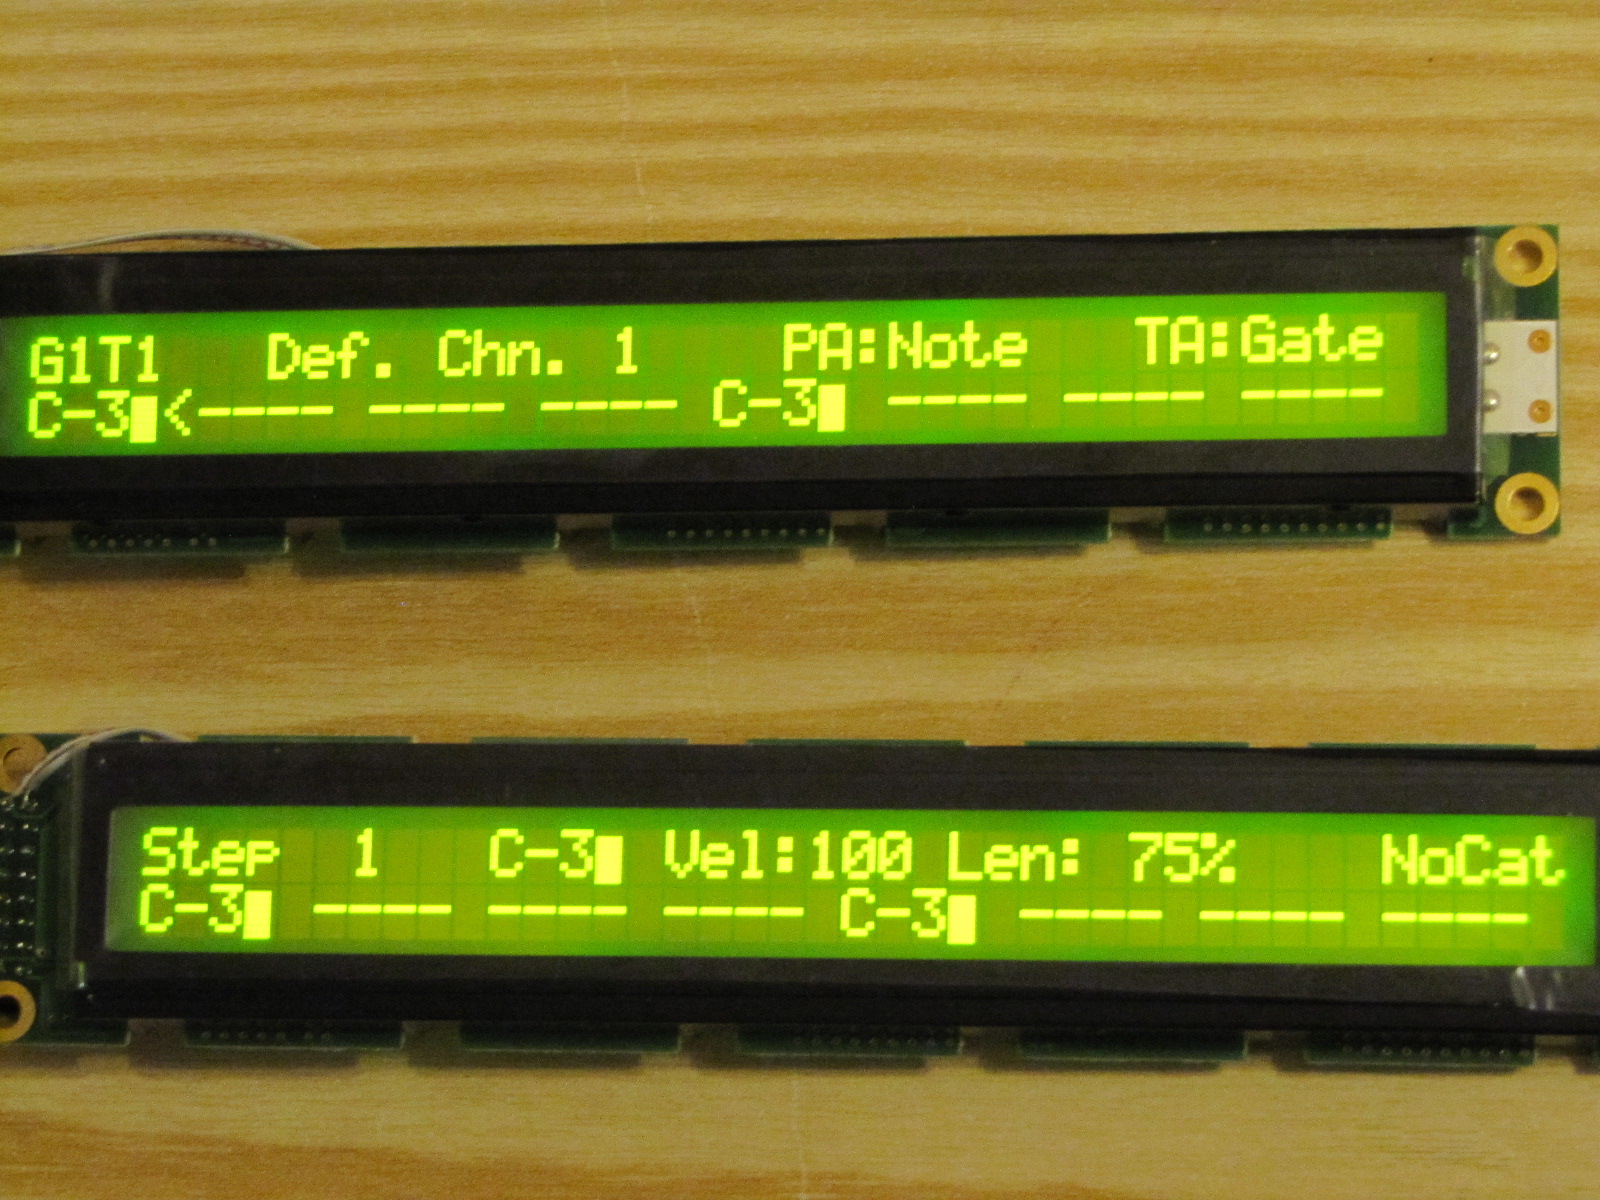 G1T1 Def. Chn. 1 PA:Note TA:Gate
C-3█<---- ---- ---- C-3█ ---- ---- ----
Step 1 C-3█ Vel:100 Len: 75% NoCat
C-3█ ---- ---- ---- C-3█ ---- ---- ----